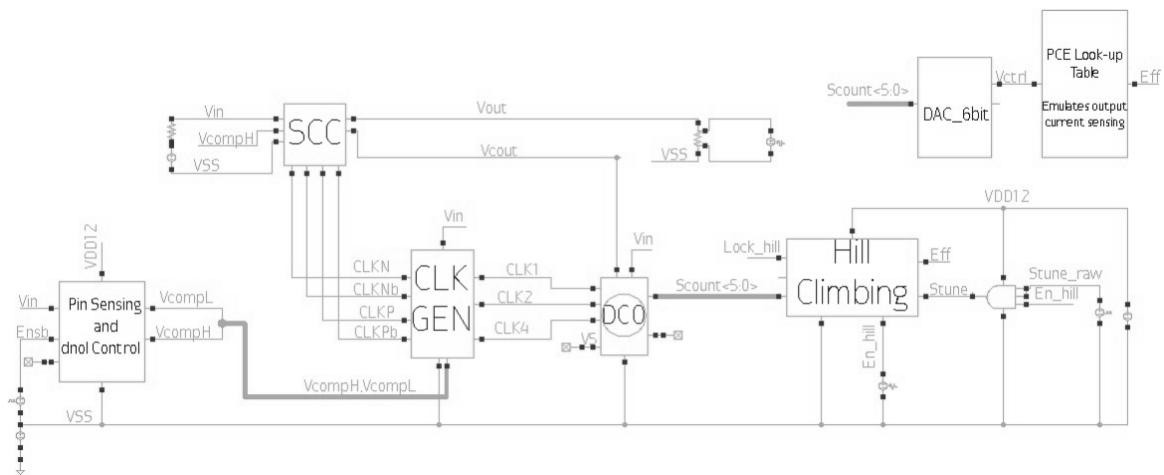 PCE Look-up
Table
Emulates output
current sensing
Vctrl
Eff
Scount<5:0>
DAC_6bit
Vin
SCC
Vout
VcompH
VSS
Vcout
VSS
VDD12
Vin
Vin
Lock_hill
Hill
Climbing
Eff
Stune_raw
En_hill
Stune
VDD12
CLKN
CLKNb
CLKP
CLKPb
CLK
GEN
CLK1
CLK2
CLK4
DCO
VS
Scount<5:0>
Vin
Ensb
Pin Sensing
and
dnol Control
VcompL
VcompH
En_hill
VcompH,VcompL
VSS